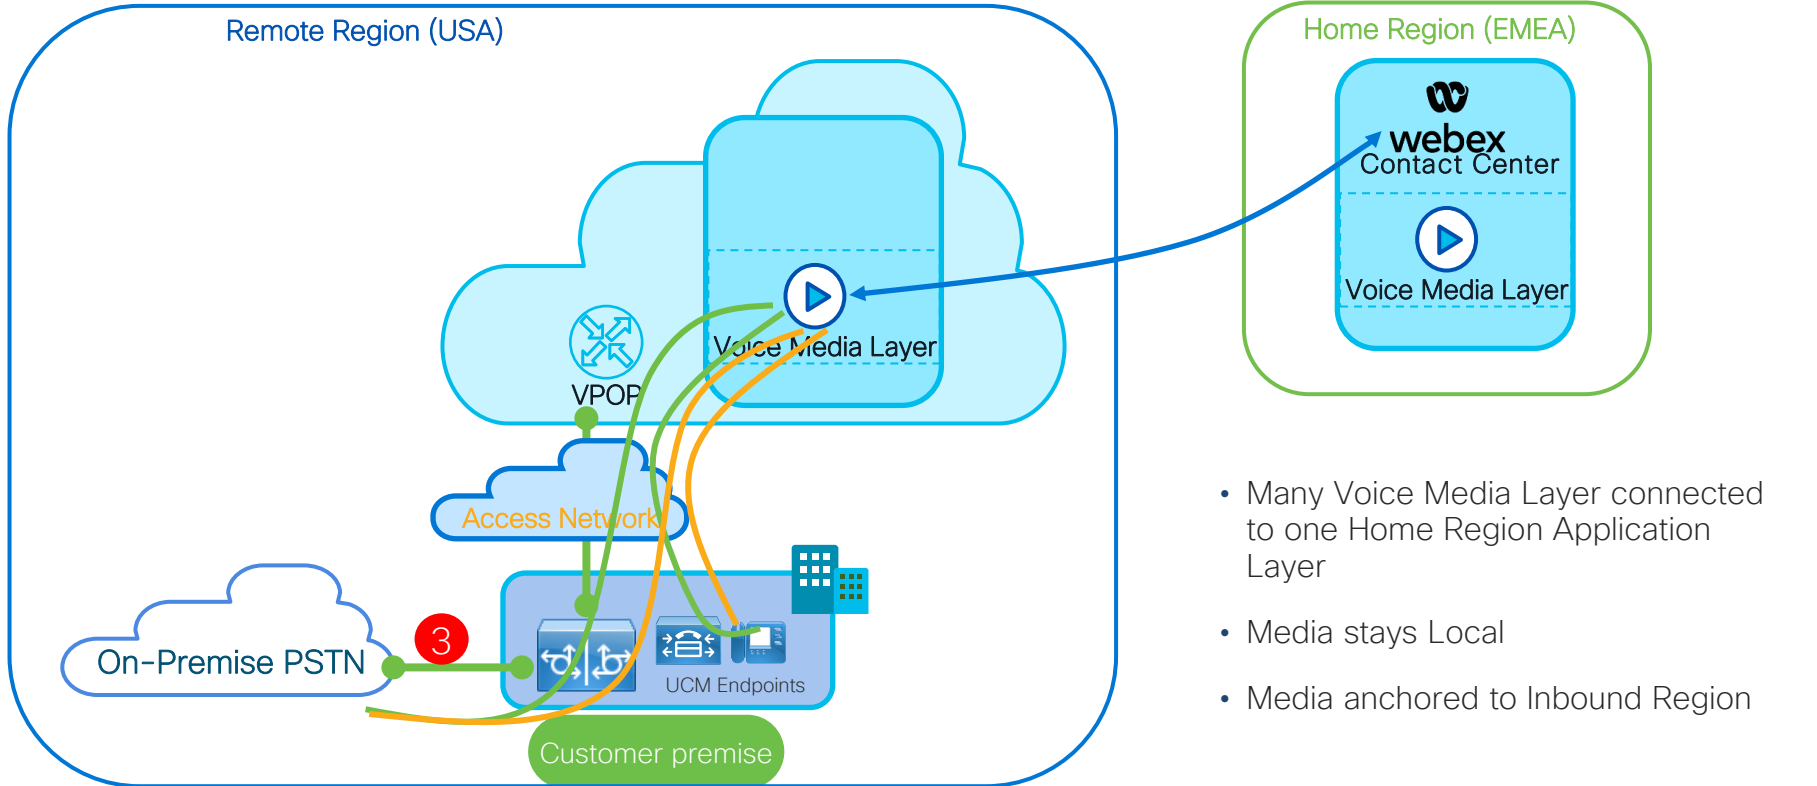 Remote Region (USA)
Home Region (EMEA)
webex
Contact Center
Voice Media Layer
Voice Media Layer
VPOP
Access Network
On-Premise PSTN
3
UCM Endpoints
Customer premise
• Many Voice Media Layer connected
to one Home Region Application
Layer
• Media stays Local
• Media anchored to Inbound Region